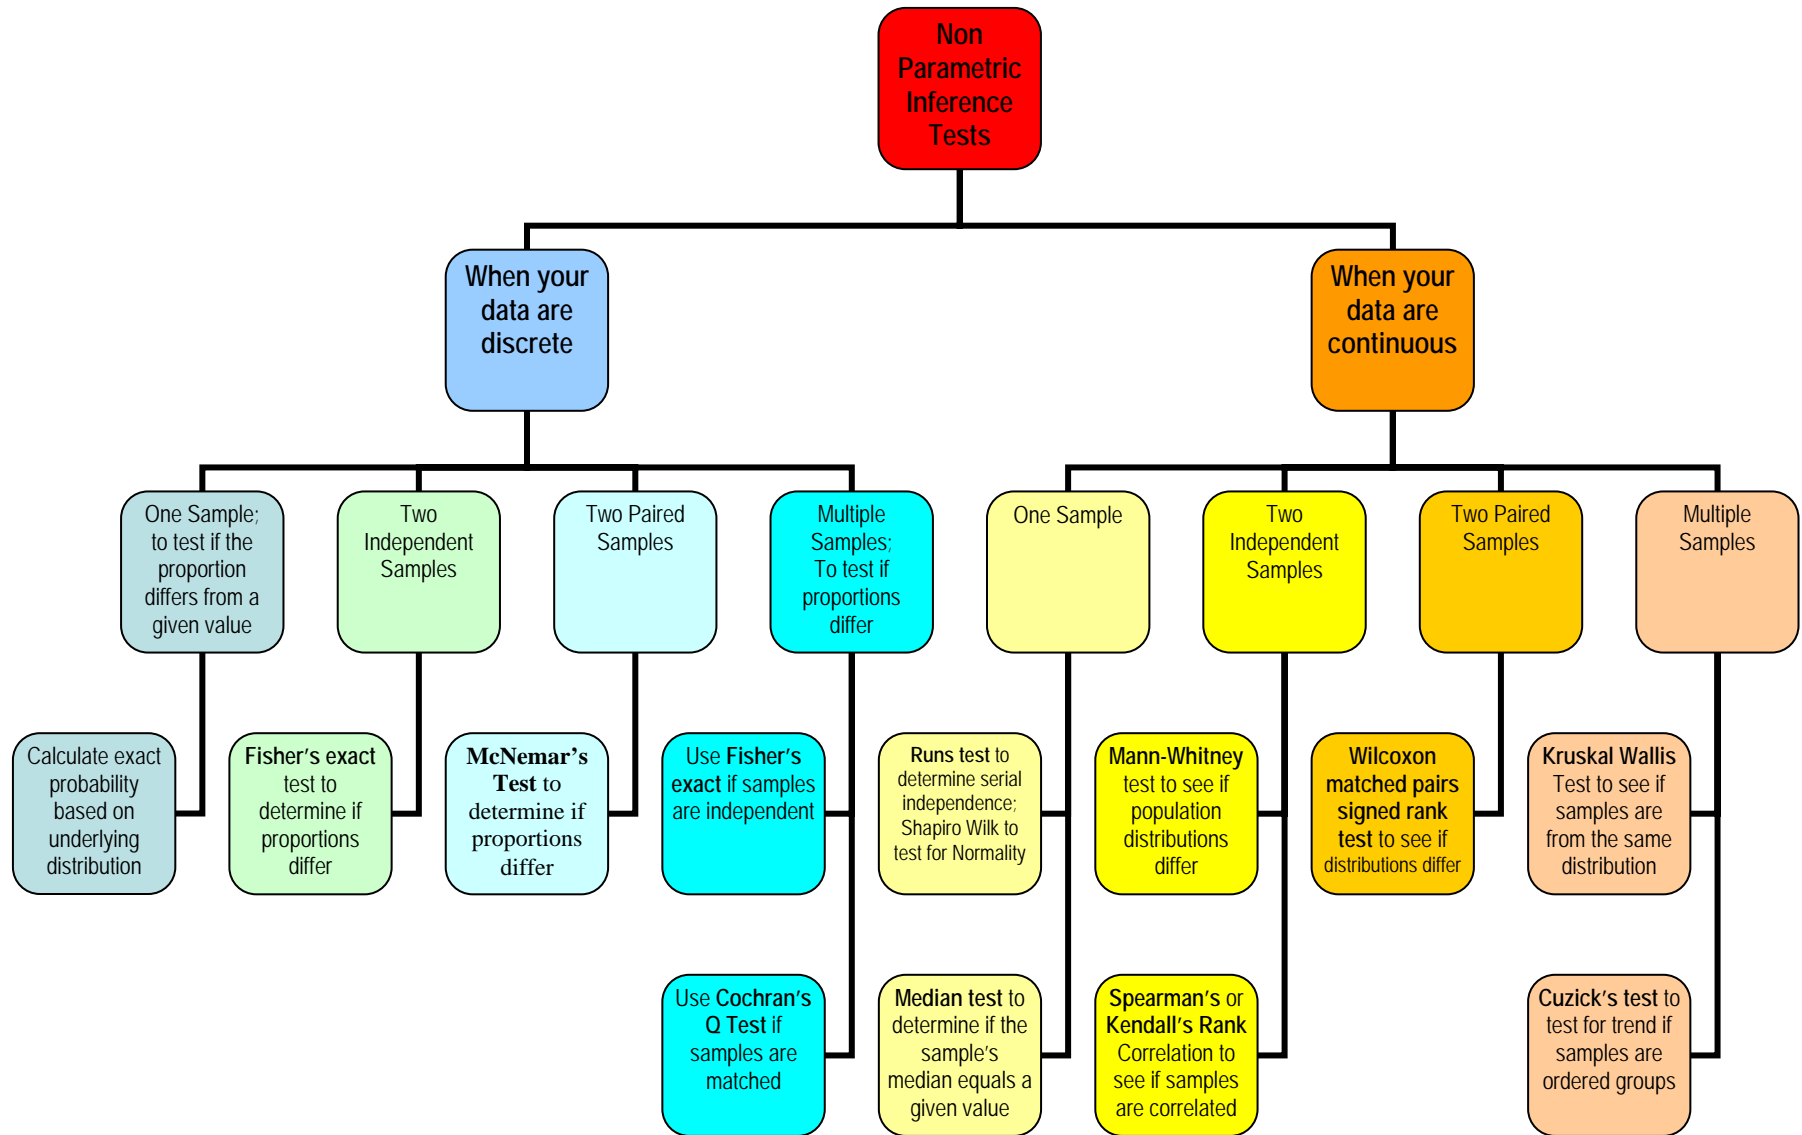 Non
Parametric
Inference
Tests
When your
data are
discrete
When your
data are
continuous
One Sample;
to test if the
proportion
differs from a
given value
Two
Independent
Samples
Two Paired
Samples
Multiple
Samples;
To test if
proportions
differ
One Sample
Two
Independent
Samples
Two Paired
Samples
Multiple
Samples
Calculate exact
probability
based on
underlying
distribution
Fisher's exact
test to
determine if
proportions
differ
McNemar's
Test to
determine if
proportions
differ
Use Fisher's
exact if samples
are independent
Runs test to
determine serial
independence;
Shapiro Wilk to
test for Normality
Mann-Whitney
test to see if
population
distributions
differ
Wilcoxon
matched pairs
signed rank
test to see if
distributions differ
Kruskal Wallis
Test to see if
samples are
from the same
distribution
Use Cochran's
Q Test if
samples are
matched
Median test to
determine if the
sample's
median equals a
given value
Spearman's or
Kendall's Rank
Correlation to
see if samples
are correlated
Cuzick's test to
test for trend if
samples are
ordered groups